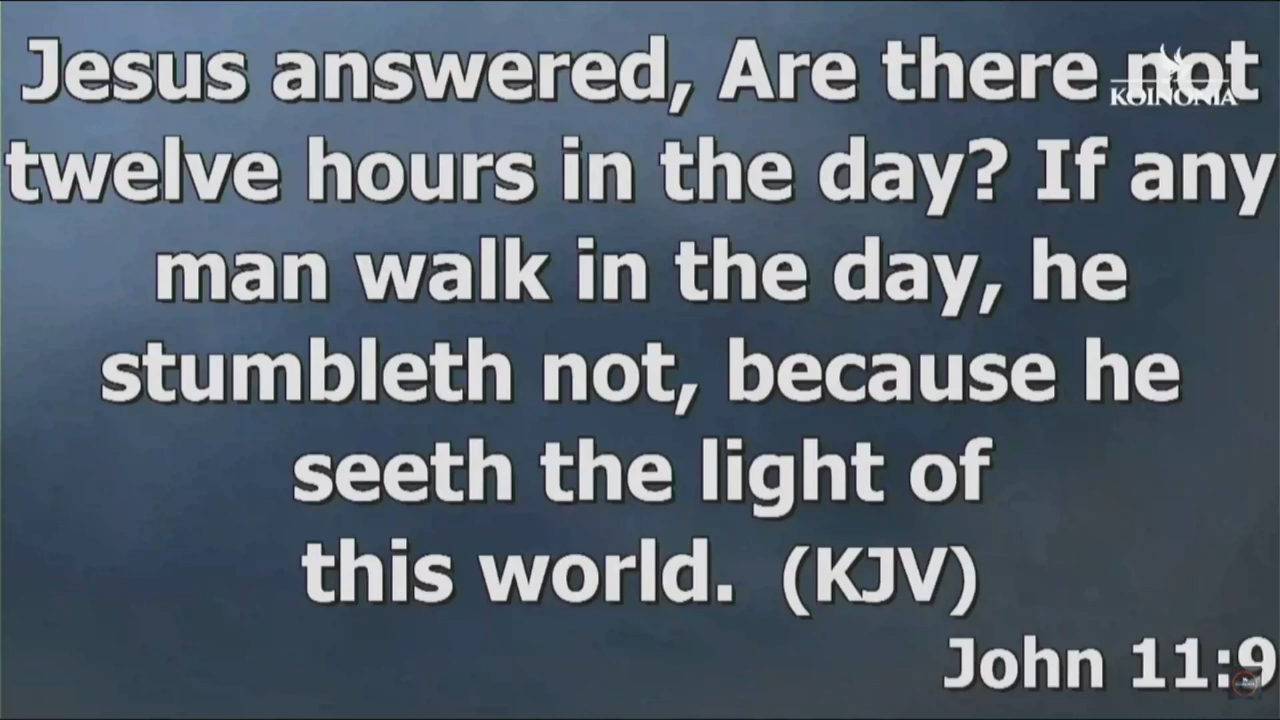 Jesus answered, Are there not
KOINONIA
twelve hours in the day? If any
man walk in the day, he
stumbleth not, because he
seeth the light of
this world. (KJV)
John 11:9